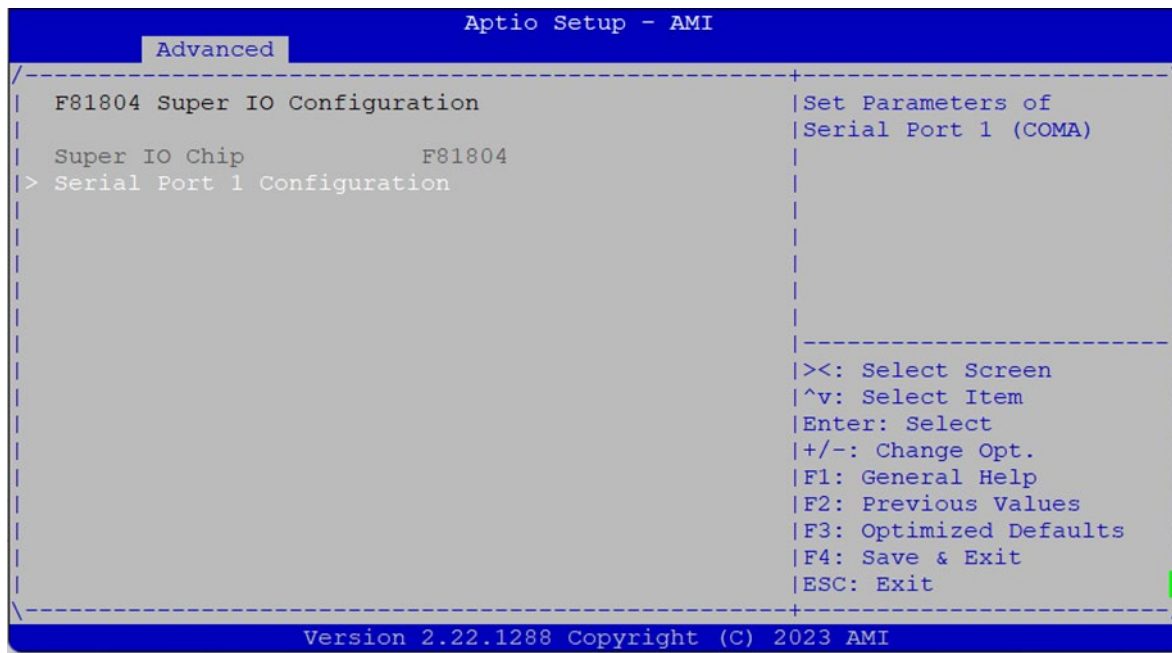 Aptio Setup - AMI
Advanced
F81804 Super IO Configuration
Super IO Chip F81804
> Serial Port 1 Configuration
Set Parameters of
Serial Port 1 (COMA)
><: Select Screen
^v: Select Item
Enter: Select
+/-: Change Opt.
F1: General Help
F2: Previous Values
F3: Optimized Defaults
F4: Save & Exit
ESC: Exit
Version 2.22.1288 Copyright (C) 2023 AMI